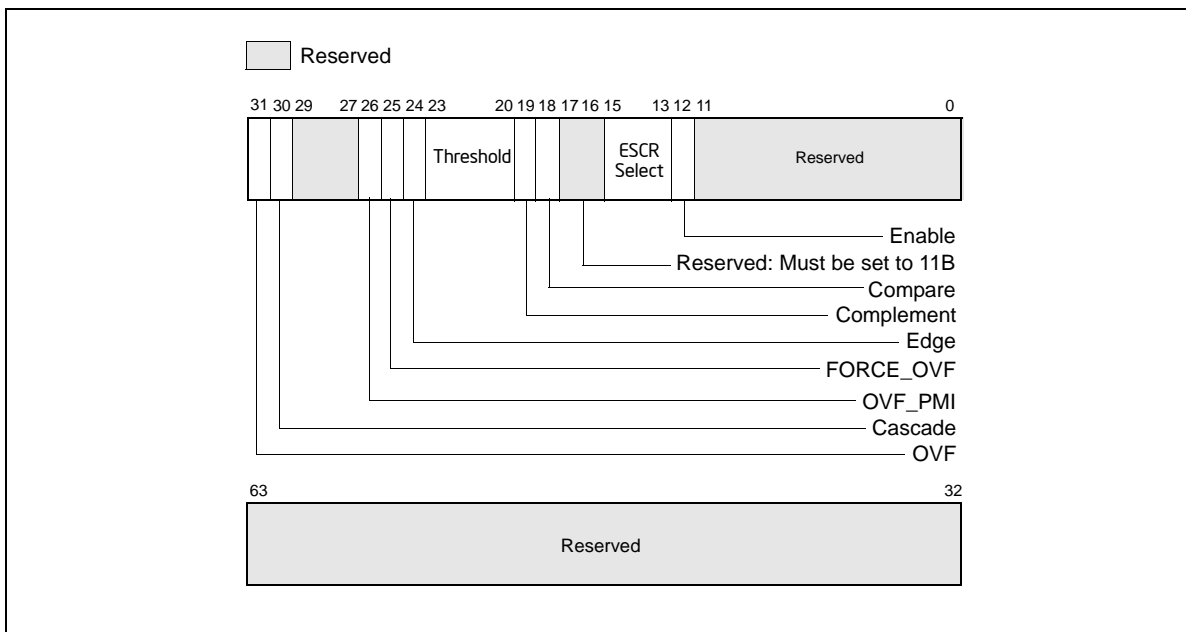 Reserved
31 30 29 27 26 25 24 23 20 19 18 17 16 15 13 12 11 0
Threshold
ESCR
Select
Reserved
Enable
Reserved: Must be set to 11B
Compare
Complement
Edge
FORCE_OVF
OVF_PMI
Cascade
OVF
63 32
Reserved